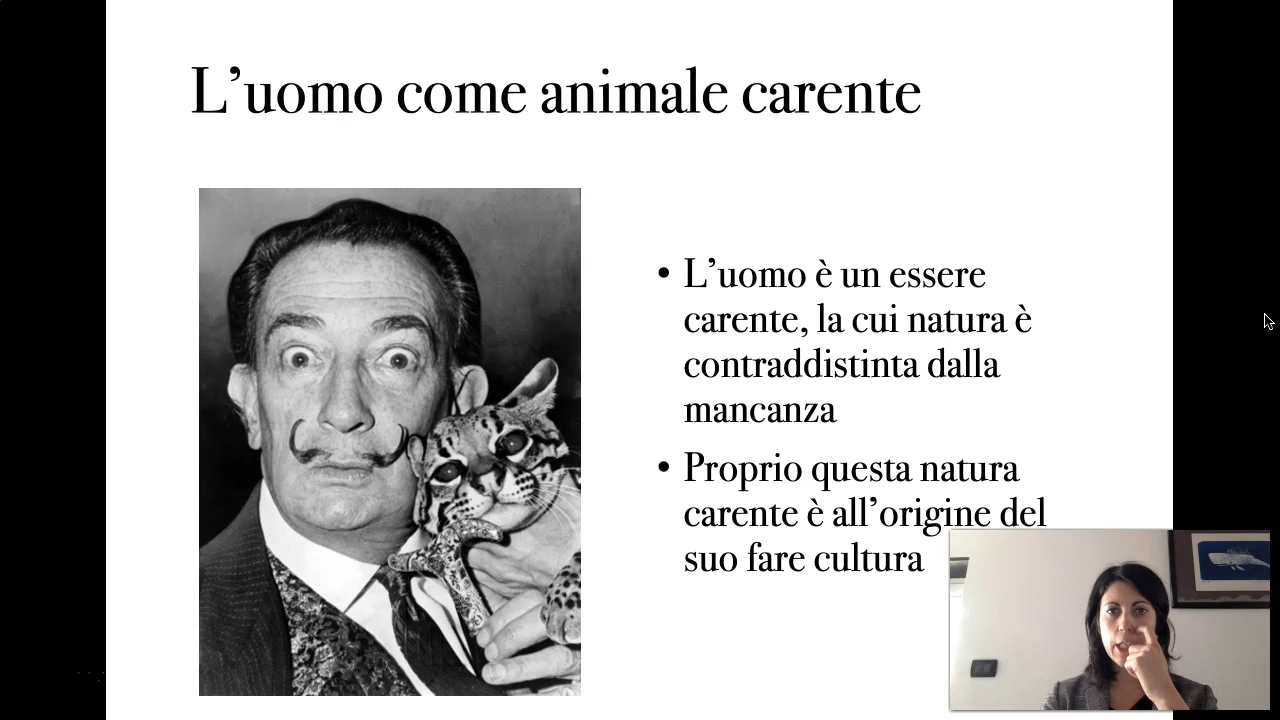 L’uomo come animale carente
• L’uomo è un essere
carente, la cui natura è
contraddistinta dalla
mancanza
• Proprio questa natura
carente è all’origine del
suo fare cultura